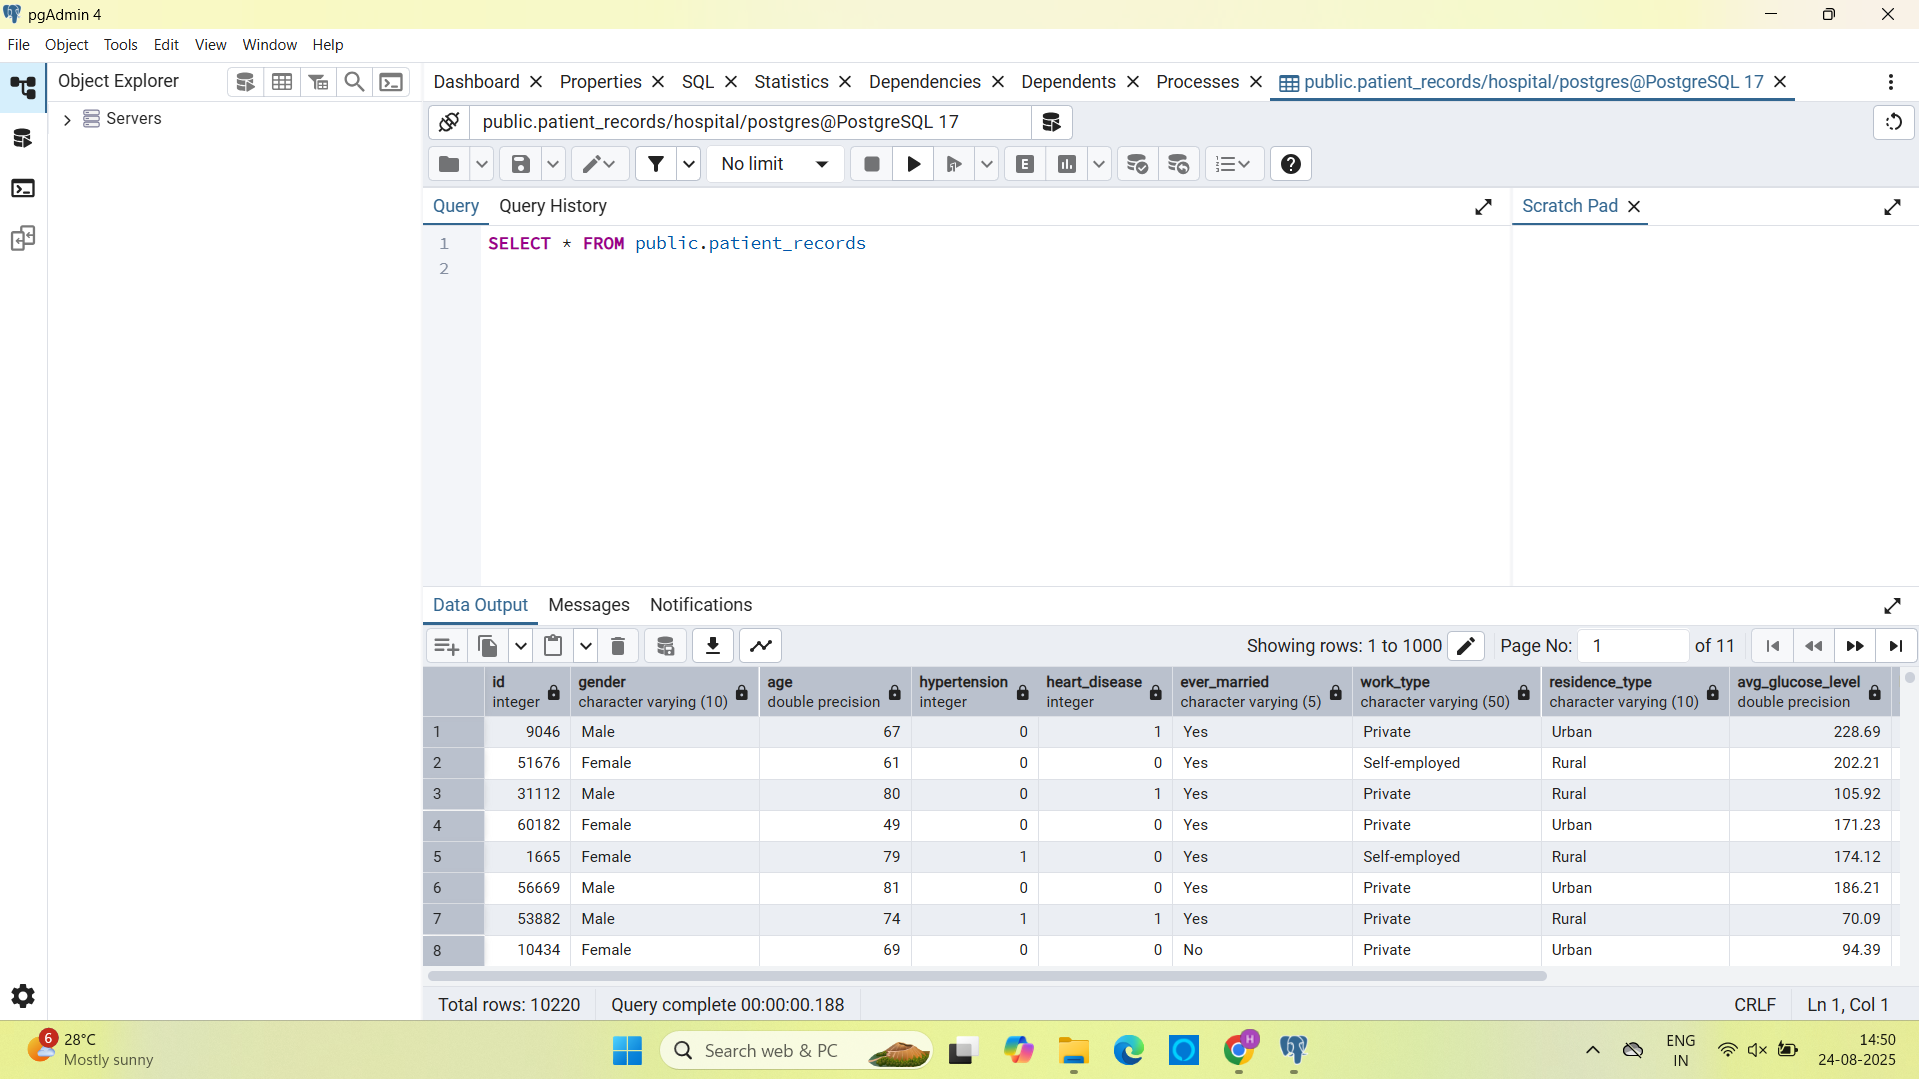 pgAdmin 4
File Object Tools Edit View Window Help
Object Explorer
Dashboard Properties SQL Statistics Dependencies Dependents Processes public.patient_records/hospital/postgres@PostgreSQL 17
Servers
public.patient_records/hospital/postgres@PostgreSQL 17
No limit
E
Query Query History
Scratch Pad
1 SELECT * FROM public.patient_records
2
Data Output Messages Notifications
Showing rows: 1 to 1000 Page No: 1 of 11
id gender age hypertension heart_disease ever_married work_type residence_type avg_glucose_level
integer character varying (10) double precision integer integer character varying (5) character varying (50) character varying (10) double precision
1 9046 Male 67 0 1 Yes Private Urban 228.69
2 51676 Female 61 0 0 Yes Self-employed Rural 202.21
3 31112 Male 80 0 1 Yes Private Rural 105.92
4 60182 Female 49 0 0 Yes Private Urban 171.23
5 1665 Female 79 1 0 Yes Self-employed Rural 174.12
6 56669 Male 81 0 0 Yes Private Urban 186.21
7 53882 Male 74 1 1 Yes Private Rural 70.09
8 10434 Female 69 0 0 No Private Urban 94.39
Total rows: 10220 Query complete 00:00:00.188 CRLF Ln 1, Col 1
6
28°C
Mostly sunny
Search web & PC
H
ENG
IN
14:50
24-08-2025